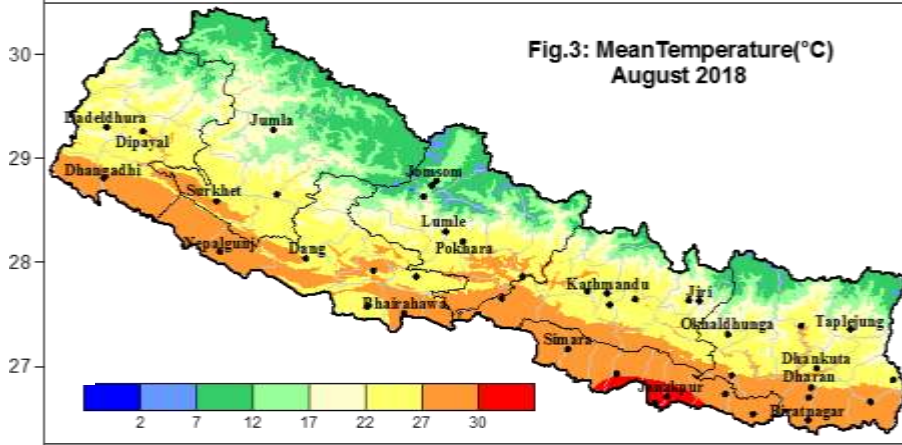 Fig.3: MeanTemperature(°C)
August 2018
30
29
28
27
Dadeldhura
Dipayal
Jumla
Dhangadhi
Surkhet
Jomsom
Lumle
Pokhara
Nepalgunj
Dang
Bhairahawa
Kathmandu
Jiri
Okhaldhunga
Taplejung
Simara
Dhankuta
Dharan
Janakpur
Biratnagar
2 7 12 17 22 27 30